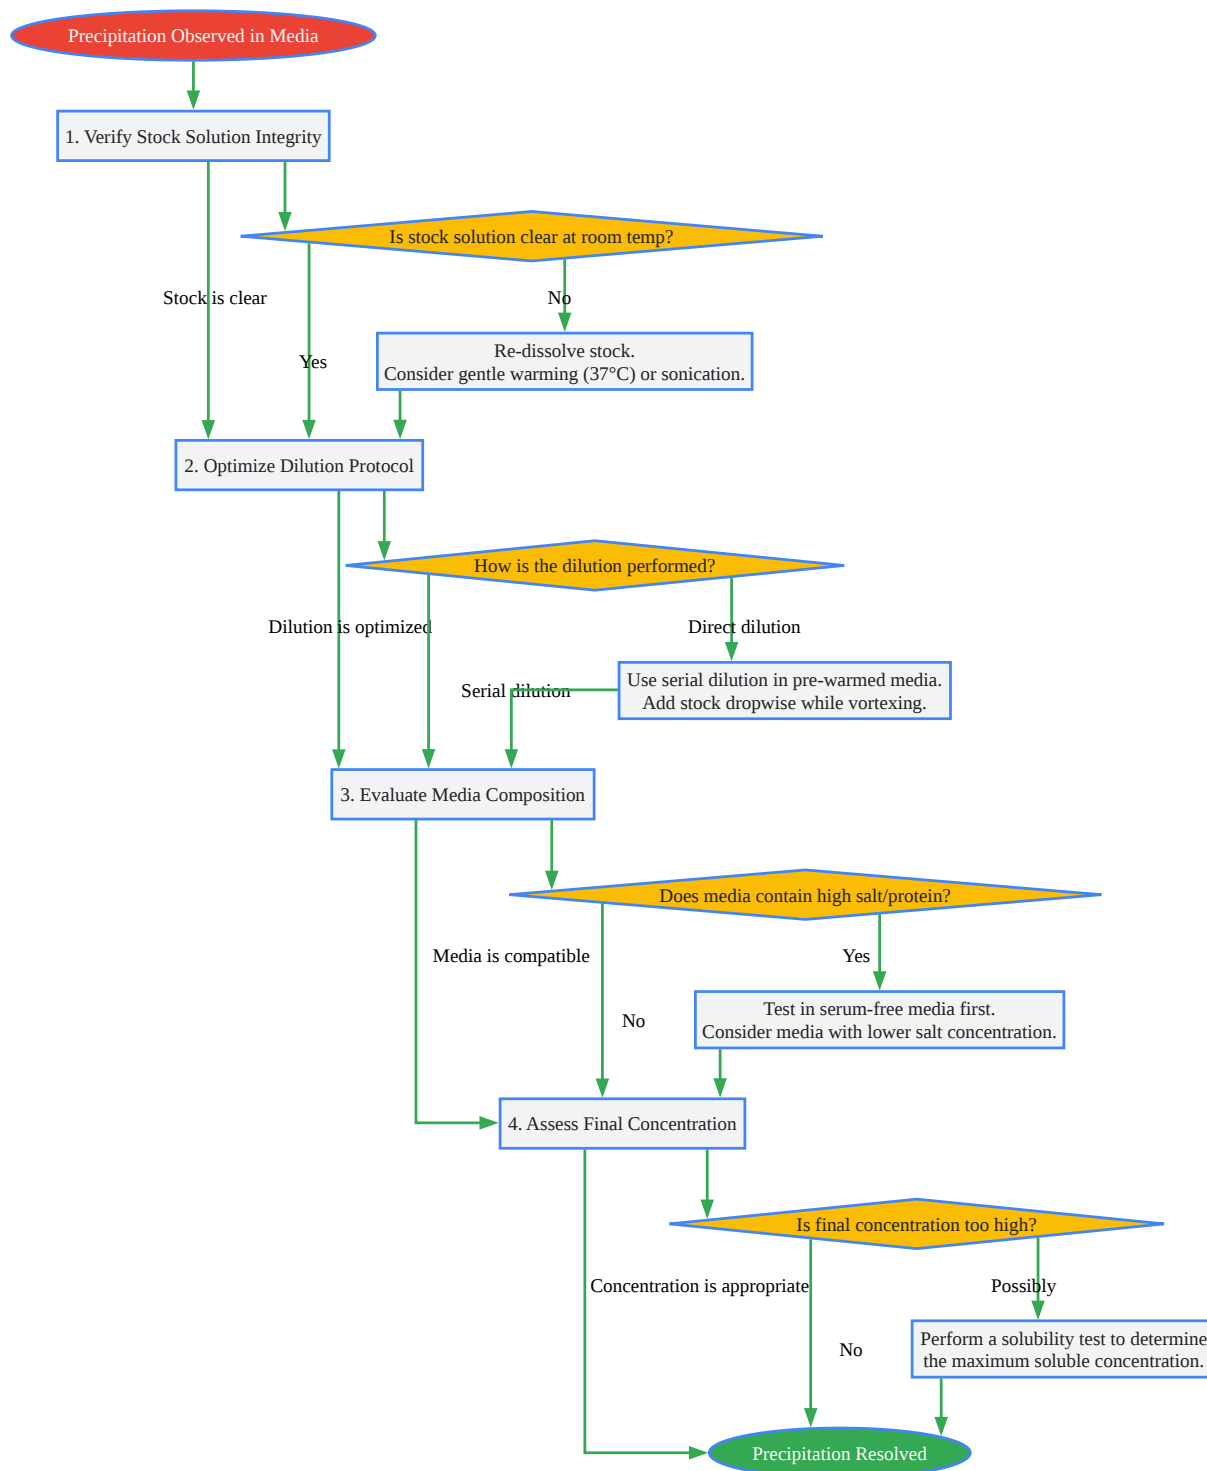 Precipitation Observed in Media
1. Verify Stock Solution Integrity
Is stock solution clear at room temp?
Stock is clear
No
Yes
Re-dissolve stock.
Consider gentle warming (37°C) or sonication.
2. Optimize Dilution Protocol
How is the dilution performed?
Dilution is optimized
Direct dilution
Serial dilution
Use serial dilution in pre-warmed media.
Add stock dropwise while vortexing.
3. Evaluate Media Composition
Does media contain high salt/protein?
Media is compatible
Yes
No
Test in serum-free media first.
Consider media with lower salt concentration.
4. Assess Final Concentration
Is final concentration too high?
Concentration is appropriate
Possibly
No
Perform a solubility test to determine
the maximum soluble concentration.
Precipitation Resolved